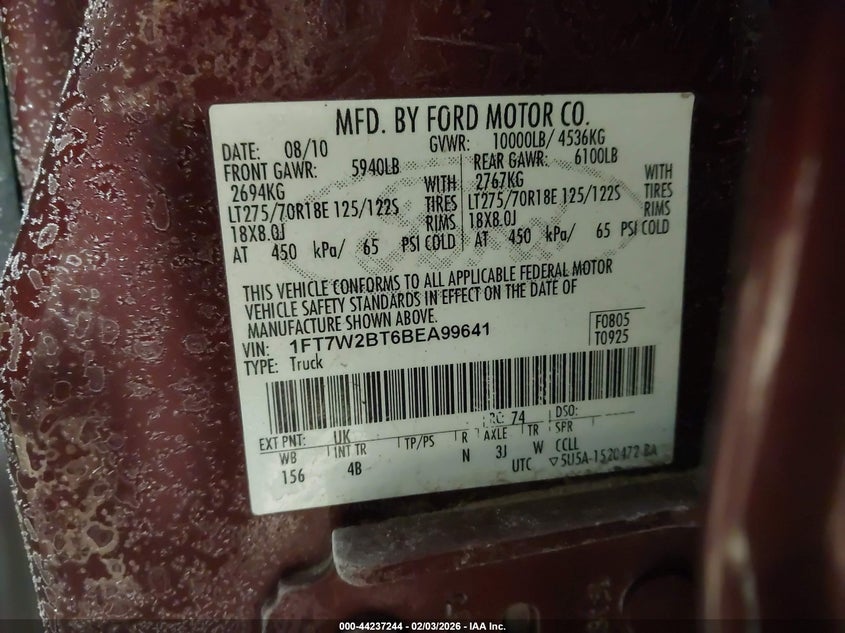 MFD. BY FORD MOTOR CO.
DATE: 08/10 GVWR: 10000LB/ 4536KG
FRONT GAWR: 5940LB REAR GAWR: 6100LB
2694KG WITH 2767KG WITH
LT275/70R18E 125/122S TIRES LT275/70R18E 125/122S TIRES
18X8.0J RIMS 18X8.0J RIMS
AT 450 kPa/ 65 PSI COLD AT 450 kPa/ 65 PSI COLD
THIS VEHICLE CONFORMS TO ALL APPLICABLE FEDERAL MOTOR
VEHICLE SAFETY STANDARDS IN EFFECT ON THE DATE OF
MANUFACTURE SHOWN ABOVE.
VIN: 1FT7W2BT6BEA99641 F0805
TYPE: Truck T0925
RC: 74 DSO:
EXT PNT: UK
WB INT TR TP/PS R AXLE TR SPR
156 4B N 3J W CCLL
UTC ▽5U5A-1520472-BA
000-44237244 | 02/03/2026 – IAA Inc.